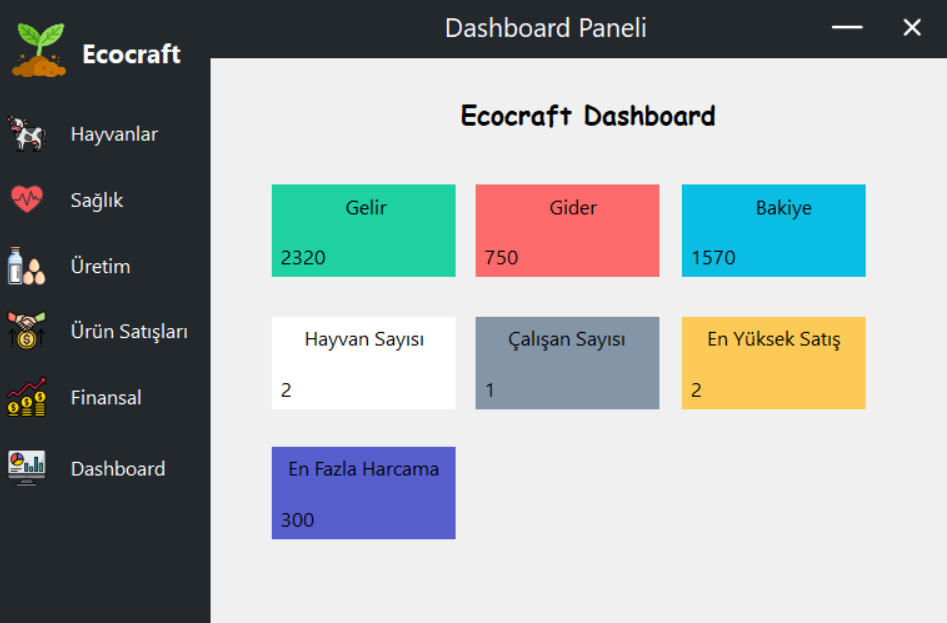 Dashboard Paneli
Ecocraft
Hayvanlar
Sağlık
Üretim
Ürün Satışları
Finansal
Dashboard
Ecocraft Dashboard
Gelir
2320
Gider
750
Bakiye
1570
Hayvan Sayısı
2
Çalışan Sayısı
1
En Yüksek Satış
2
En Fazla Harcama
300